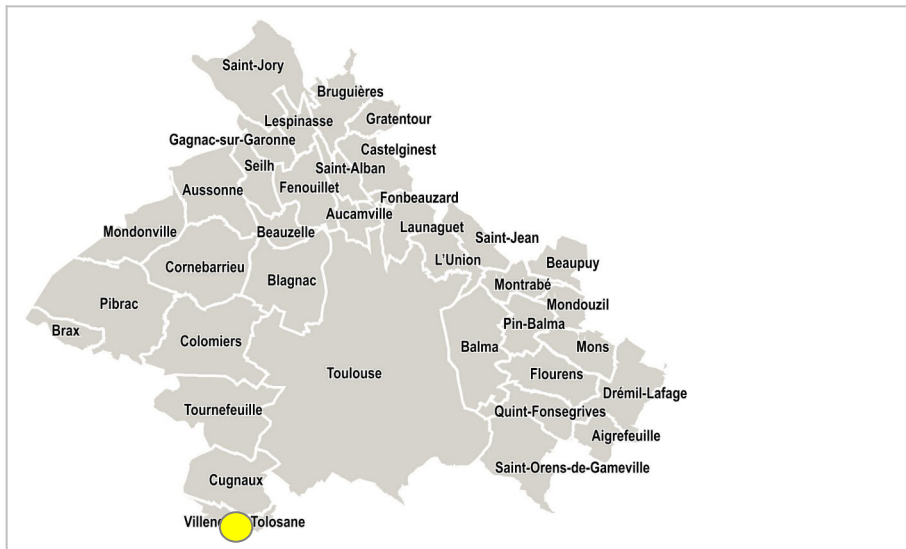 Saint-Jory
Bruguières
Lespinasse
Gratentour
Gagnac-sur-Garonne
Castelginest
Seilh
Saint-Alban
Aussonne
Fenouillet
Fonbeauzard
Aucamville
Mondonville
Beauzelle
Launaguet
Saint-Jean
L'Union
Beaupuy
Cornebarrieu
Blagnac
Montrabé
Pibrac
Mondouzil
Brax
Pin-Balma
Colomiers
Balma
Mons
Toulouse
Flourens
Drémil-Lafage
Tournefeuille
Quint-Fonsegrives
Aigrefeuille
Saint-Orens-de-Gameville
Cugnaux
Tolosane